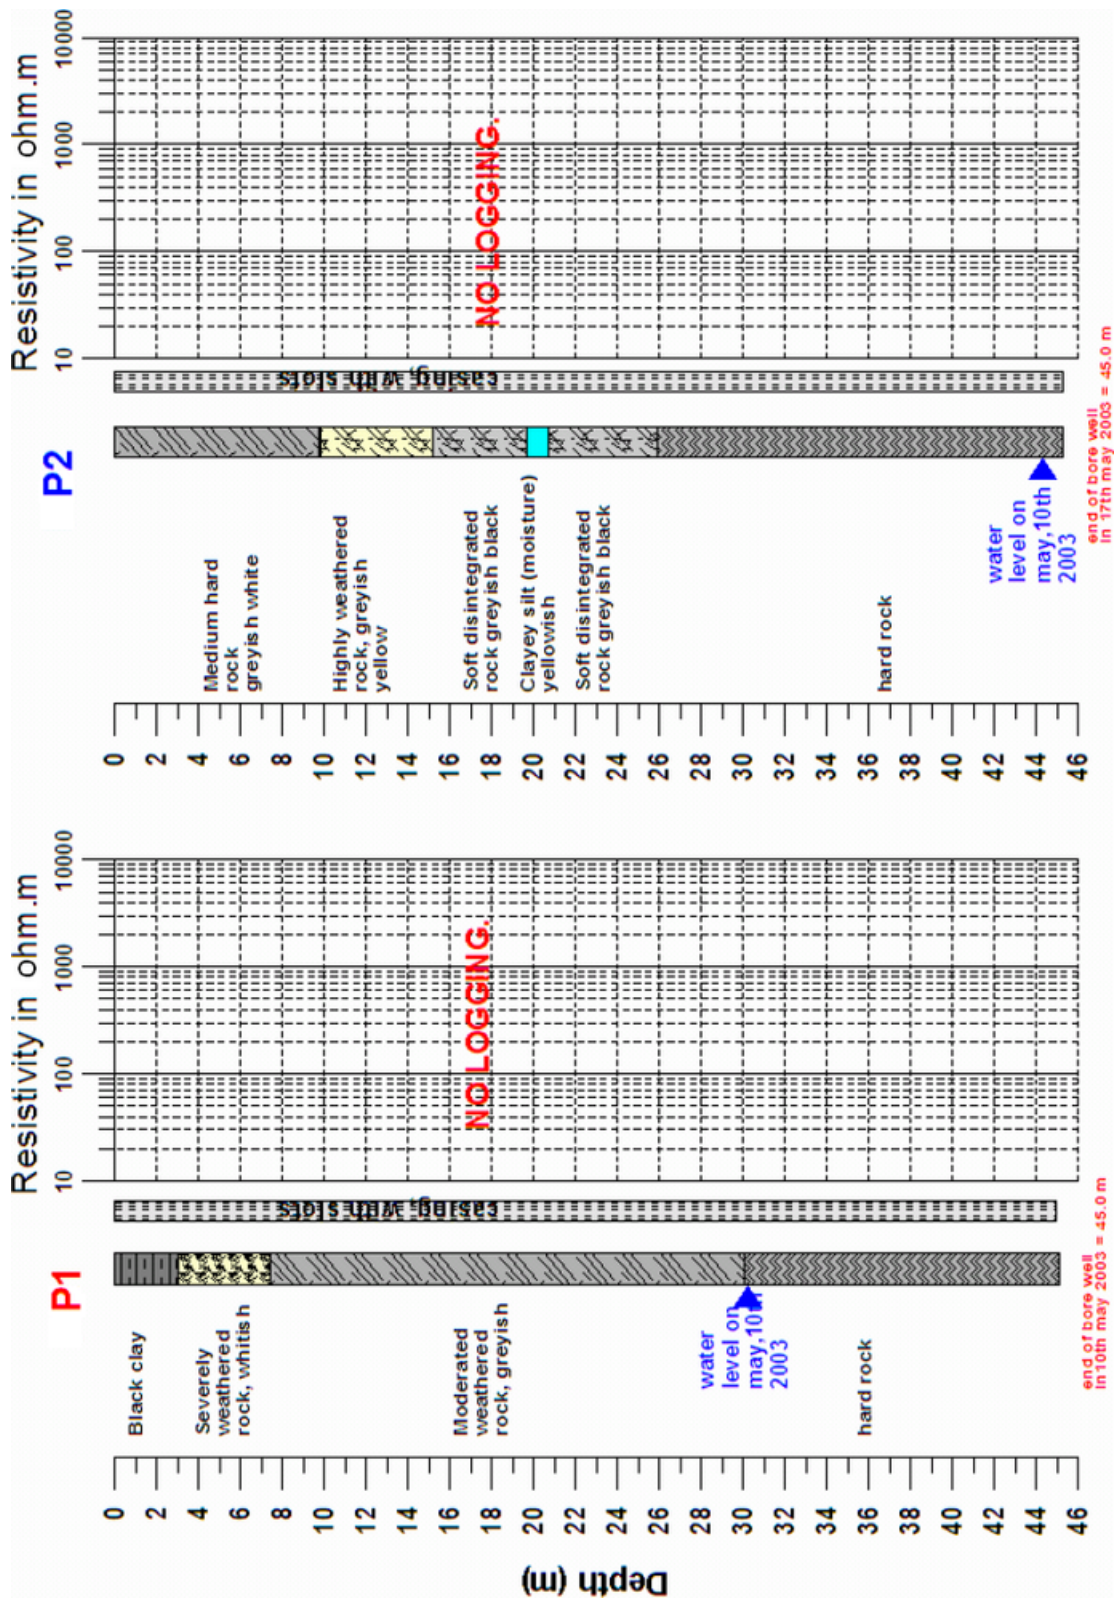 P1
Resistivity in ohm.m
10 100 1000 10000
Depth (m)
0
2
4
6
8
10
12
14
16
18
20
22
24
26
28
30
32
34
36
38
40
42
44
46
Black clay
Severely
weathered
rock, whitish
Moderated
weathered
rock, greyish
water
level on
may,10th
2003
hard rock
casing, with slots
NO LOGGING.
end of bore well
in 10th may 2003 = 45.0 m
P2
Resistivity in ohm.m
10 100 1000 10000
0
2
4
6
8
10
12
14
16
18
20
22
24
26
28
30
32
34
36
38
40
42
44
46
Medium hard
rock
greyish white
Highly weathered
rock, greyish
yellow
Soft disintegrated
rock greyish black
Clayey silt (moisture)
yellowish
Soft disintegrated
rock greyish black
hard rock
water
level on
may,10th
2003
casing, with slots
NO LOGGING.
end of bore well
in 17th may 2003 = 45.0 m